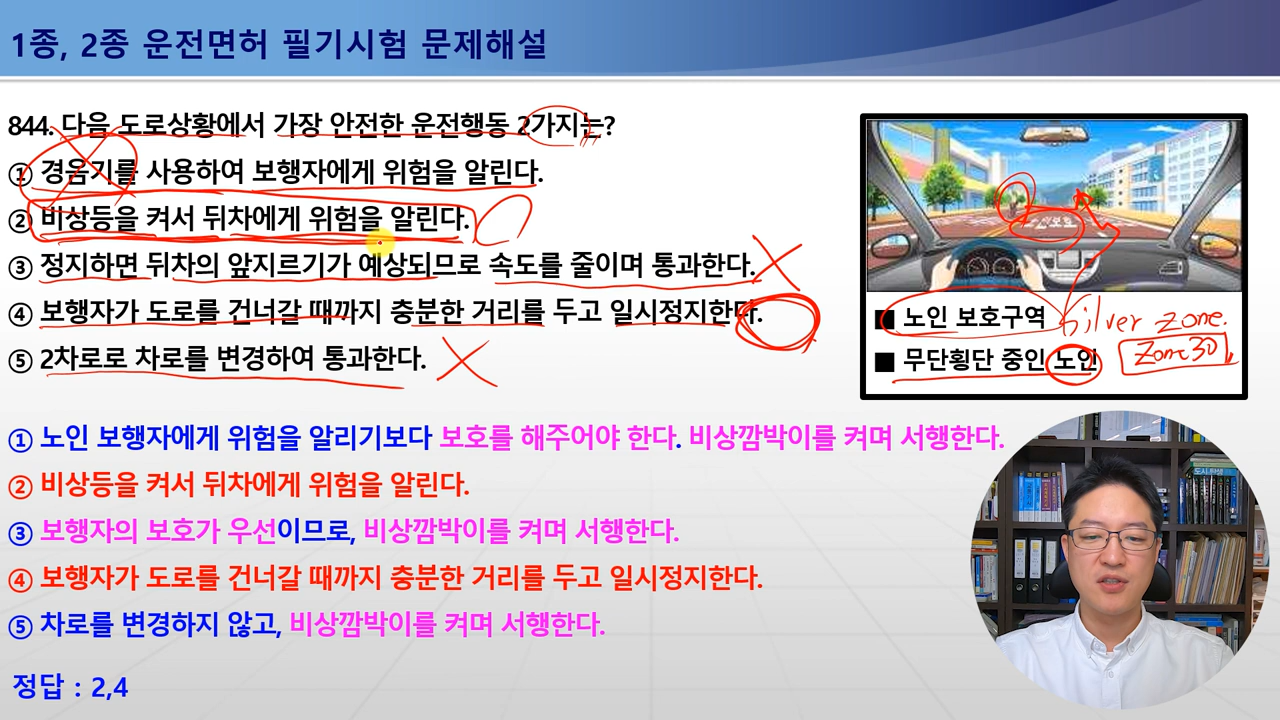 1종, 2종 운전면허 필기시험 문제해설
844. 다음 도로상황에서 가장 안전한 운전행동 2가지는?
① 경음기를 사용하여 보행자에게 위험을 알린다.
② 비상등을 켜서 뒤차에게 위험을 알린다.
③ 정지하면 뒤차의 앞지르기가 예상되므로 속도를 줄이며 통과한다.
④ 보행자가 도로를 건너갈 때까지 충분한 거리를 두고 일시정지한다.
⑤ 2차로로 차로를 변경하여 통과한다.
■ 노인 보호구역
Silver Zone.
■ 무단횡단 중인 노인
Zone 30
① 노인 보행자에게 위험을 알리기보다 보호를 해주어야 한다. 비상깜박이를 켜며 서행한다.
② 비상등을 켜서 뒤차에게 위험을 알린다.
③ 보행자의 보호가 우선이므로, 비상깜박이를 켜며 서행한다.
④ 보행자가 도로를 건너갈 때까지 충분한 거리를 두고 일시정지한다.
⑤ 차로를 변경하지 않고, 비상깜박이를 켜며 서행한다.
정답 : 2,4